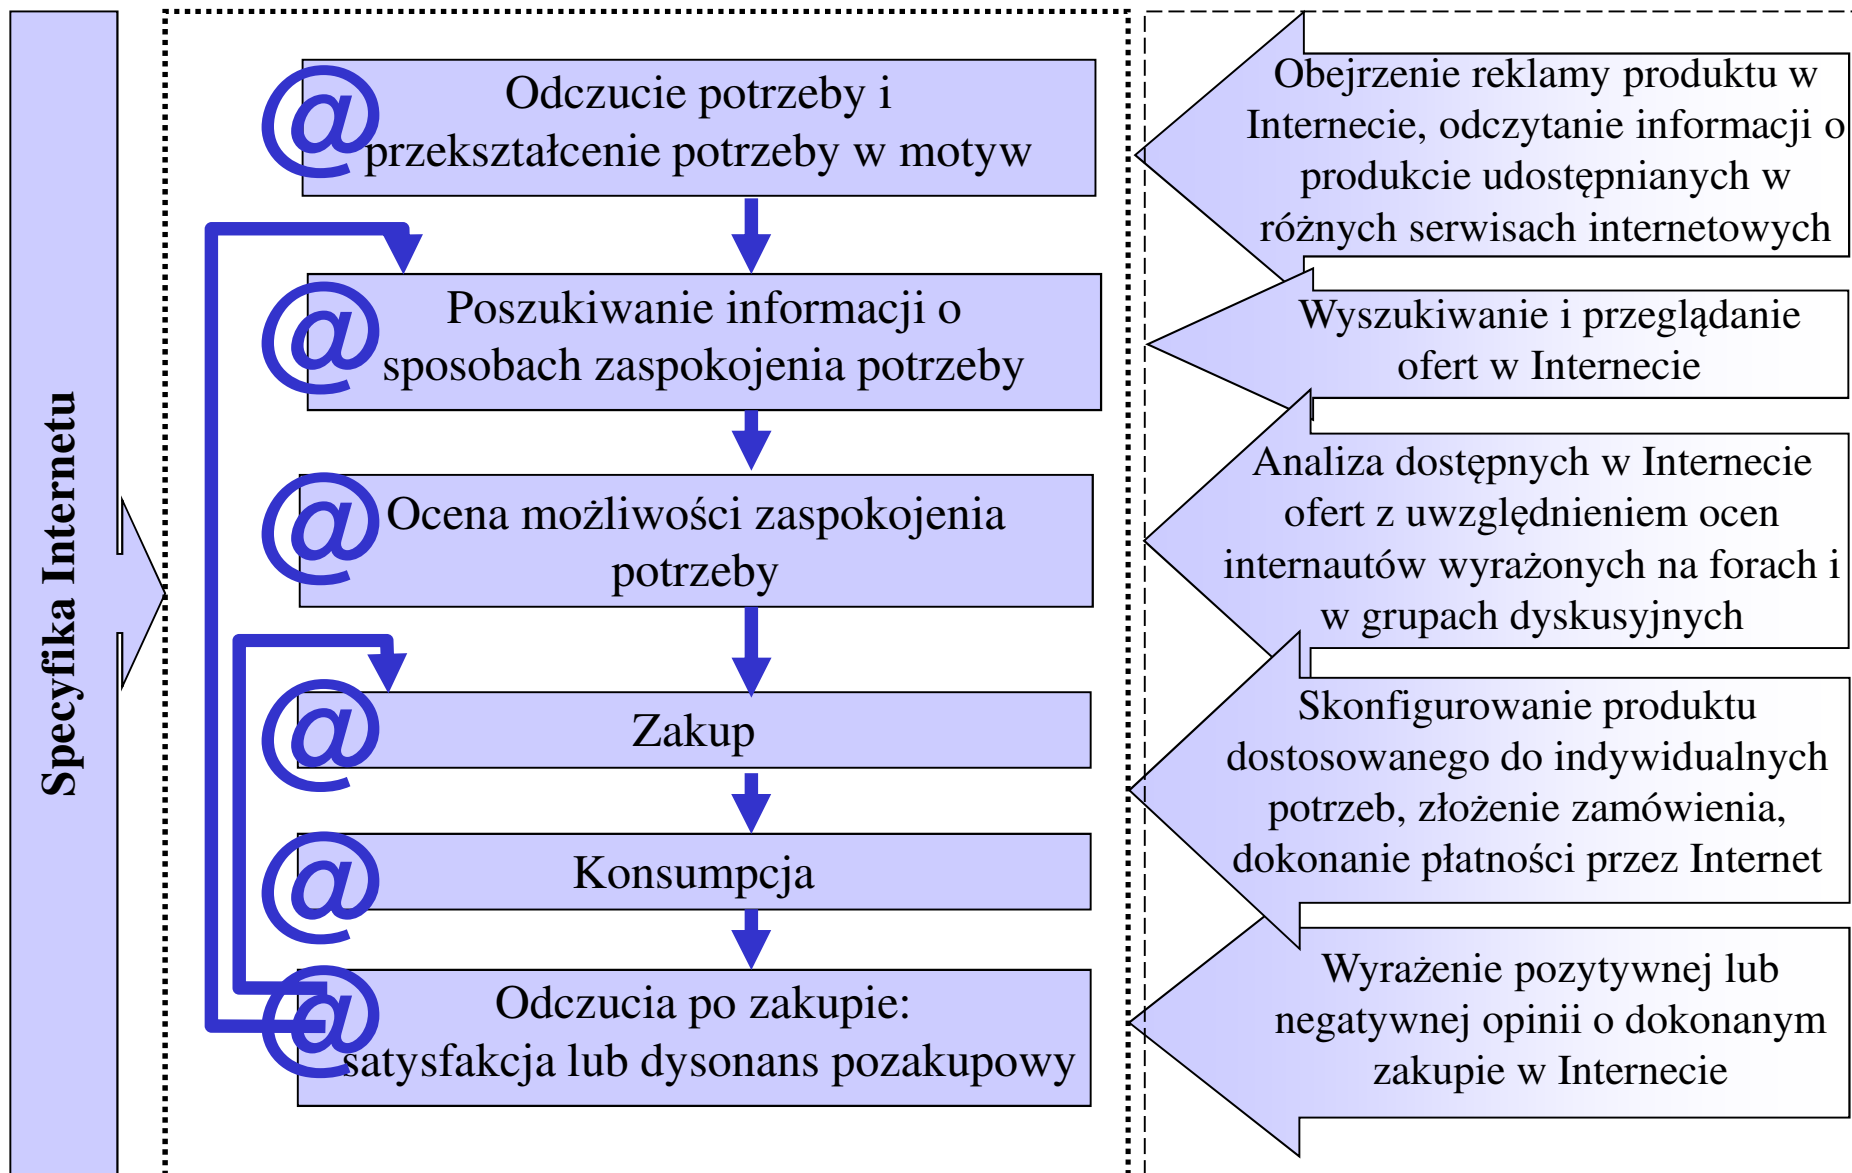 Specyfika Internetu
@
Odczucie potrzeby i
przekształcenie potrzeby w motyw
@
Poszukiwanie informacji o
sposobach zaspokojenia potrzeby
@
Ocena możliwości zaspokojenia
potrzeby
@
Zakup
@
Konsumpcja
@
Odczucia po zakupie:
satysfakcja lub dysonans pozakupowy
Obejrzenie reklamy produktu w
Internecie, odczytanie informacji o
produkcie udostępnianych w
różnych serwisach internetowych
Wyszukiwanie i przeglądanie
ofert w Internecie
Analiza dostępnych w Internecie
ofert z uwzględnieniem ocen
internautów wyrażonych na forach i
w grupach dyskusyjnych
Skonfigurowanie produktu
dostosowanego do indywidualnych
potrzeb, złożenie zamówienia,
dokonanie płatności przez Internet
Wyrażenie pozytywnej lub
negatywnej opinii o dokonanym
zakupie w Internecie